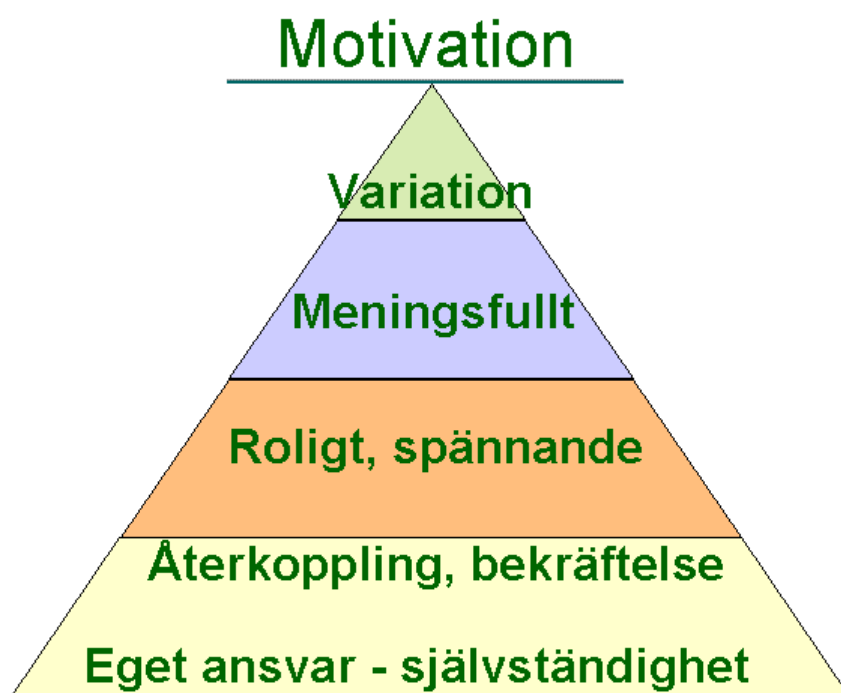 Motivation
Variation
Meningsfullt
Roligt, spännande
Återkoppling, bekräftelse
Eget ansvar - självständighet